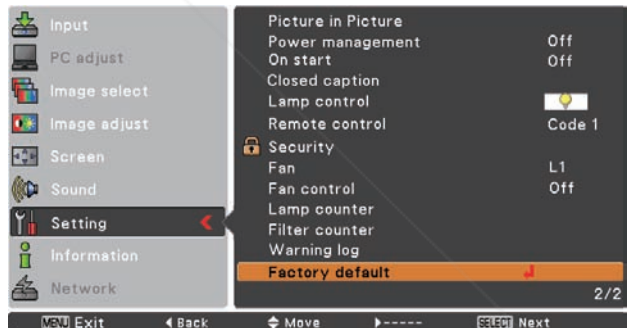 Input
PC adjust
Image select
Image adjust
Screen
Sound
Setting
Information
Network
Picture in Picture
Power management Off
On start Off
Closed caption
Lamp control
Remote control Code 1
Security
Fan L1
Fan control Off
Lamp counter
Filter counter
Warning log
Factory default
2/2
MENU Exit Back Move ----- SELECT Next